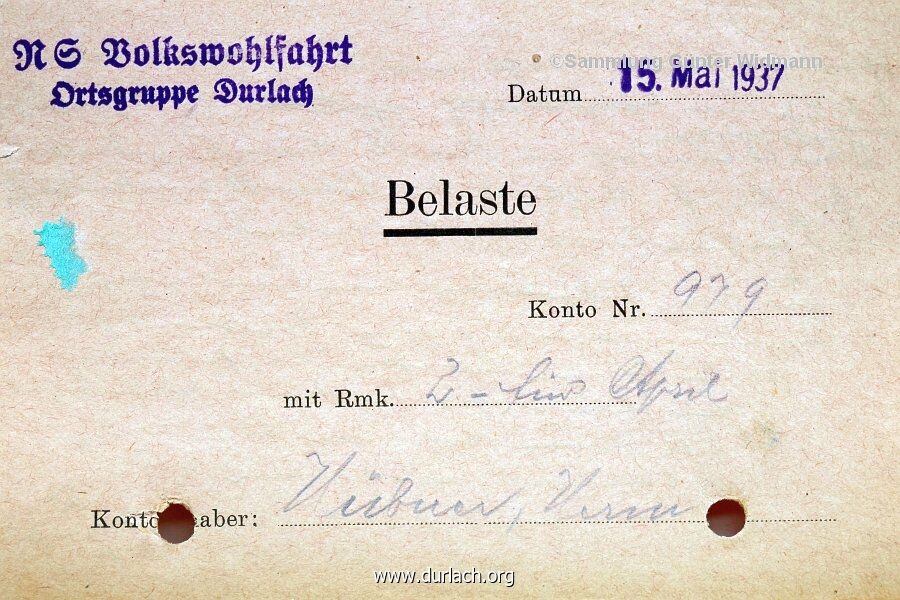 NS Volkswohlfahrt
Ortsgruppe Durlach
©Sammlung Günter Widmann
Datum 15. Mai 1937
Belaste
Konto Nr. 979
mit Rmk. 2.- für April
Kontoinhaber:
www.durlach.org